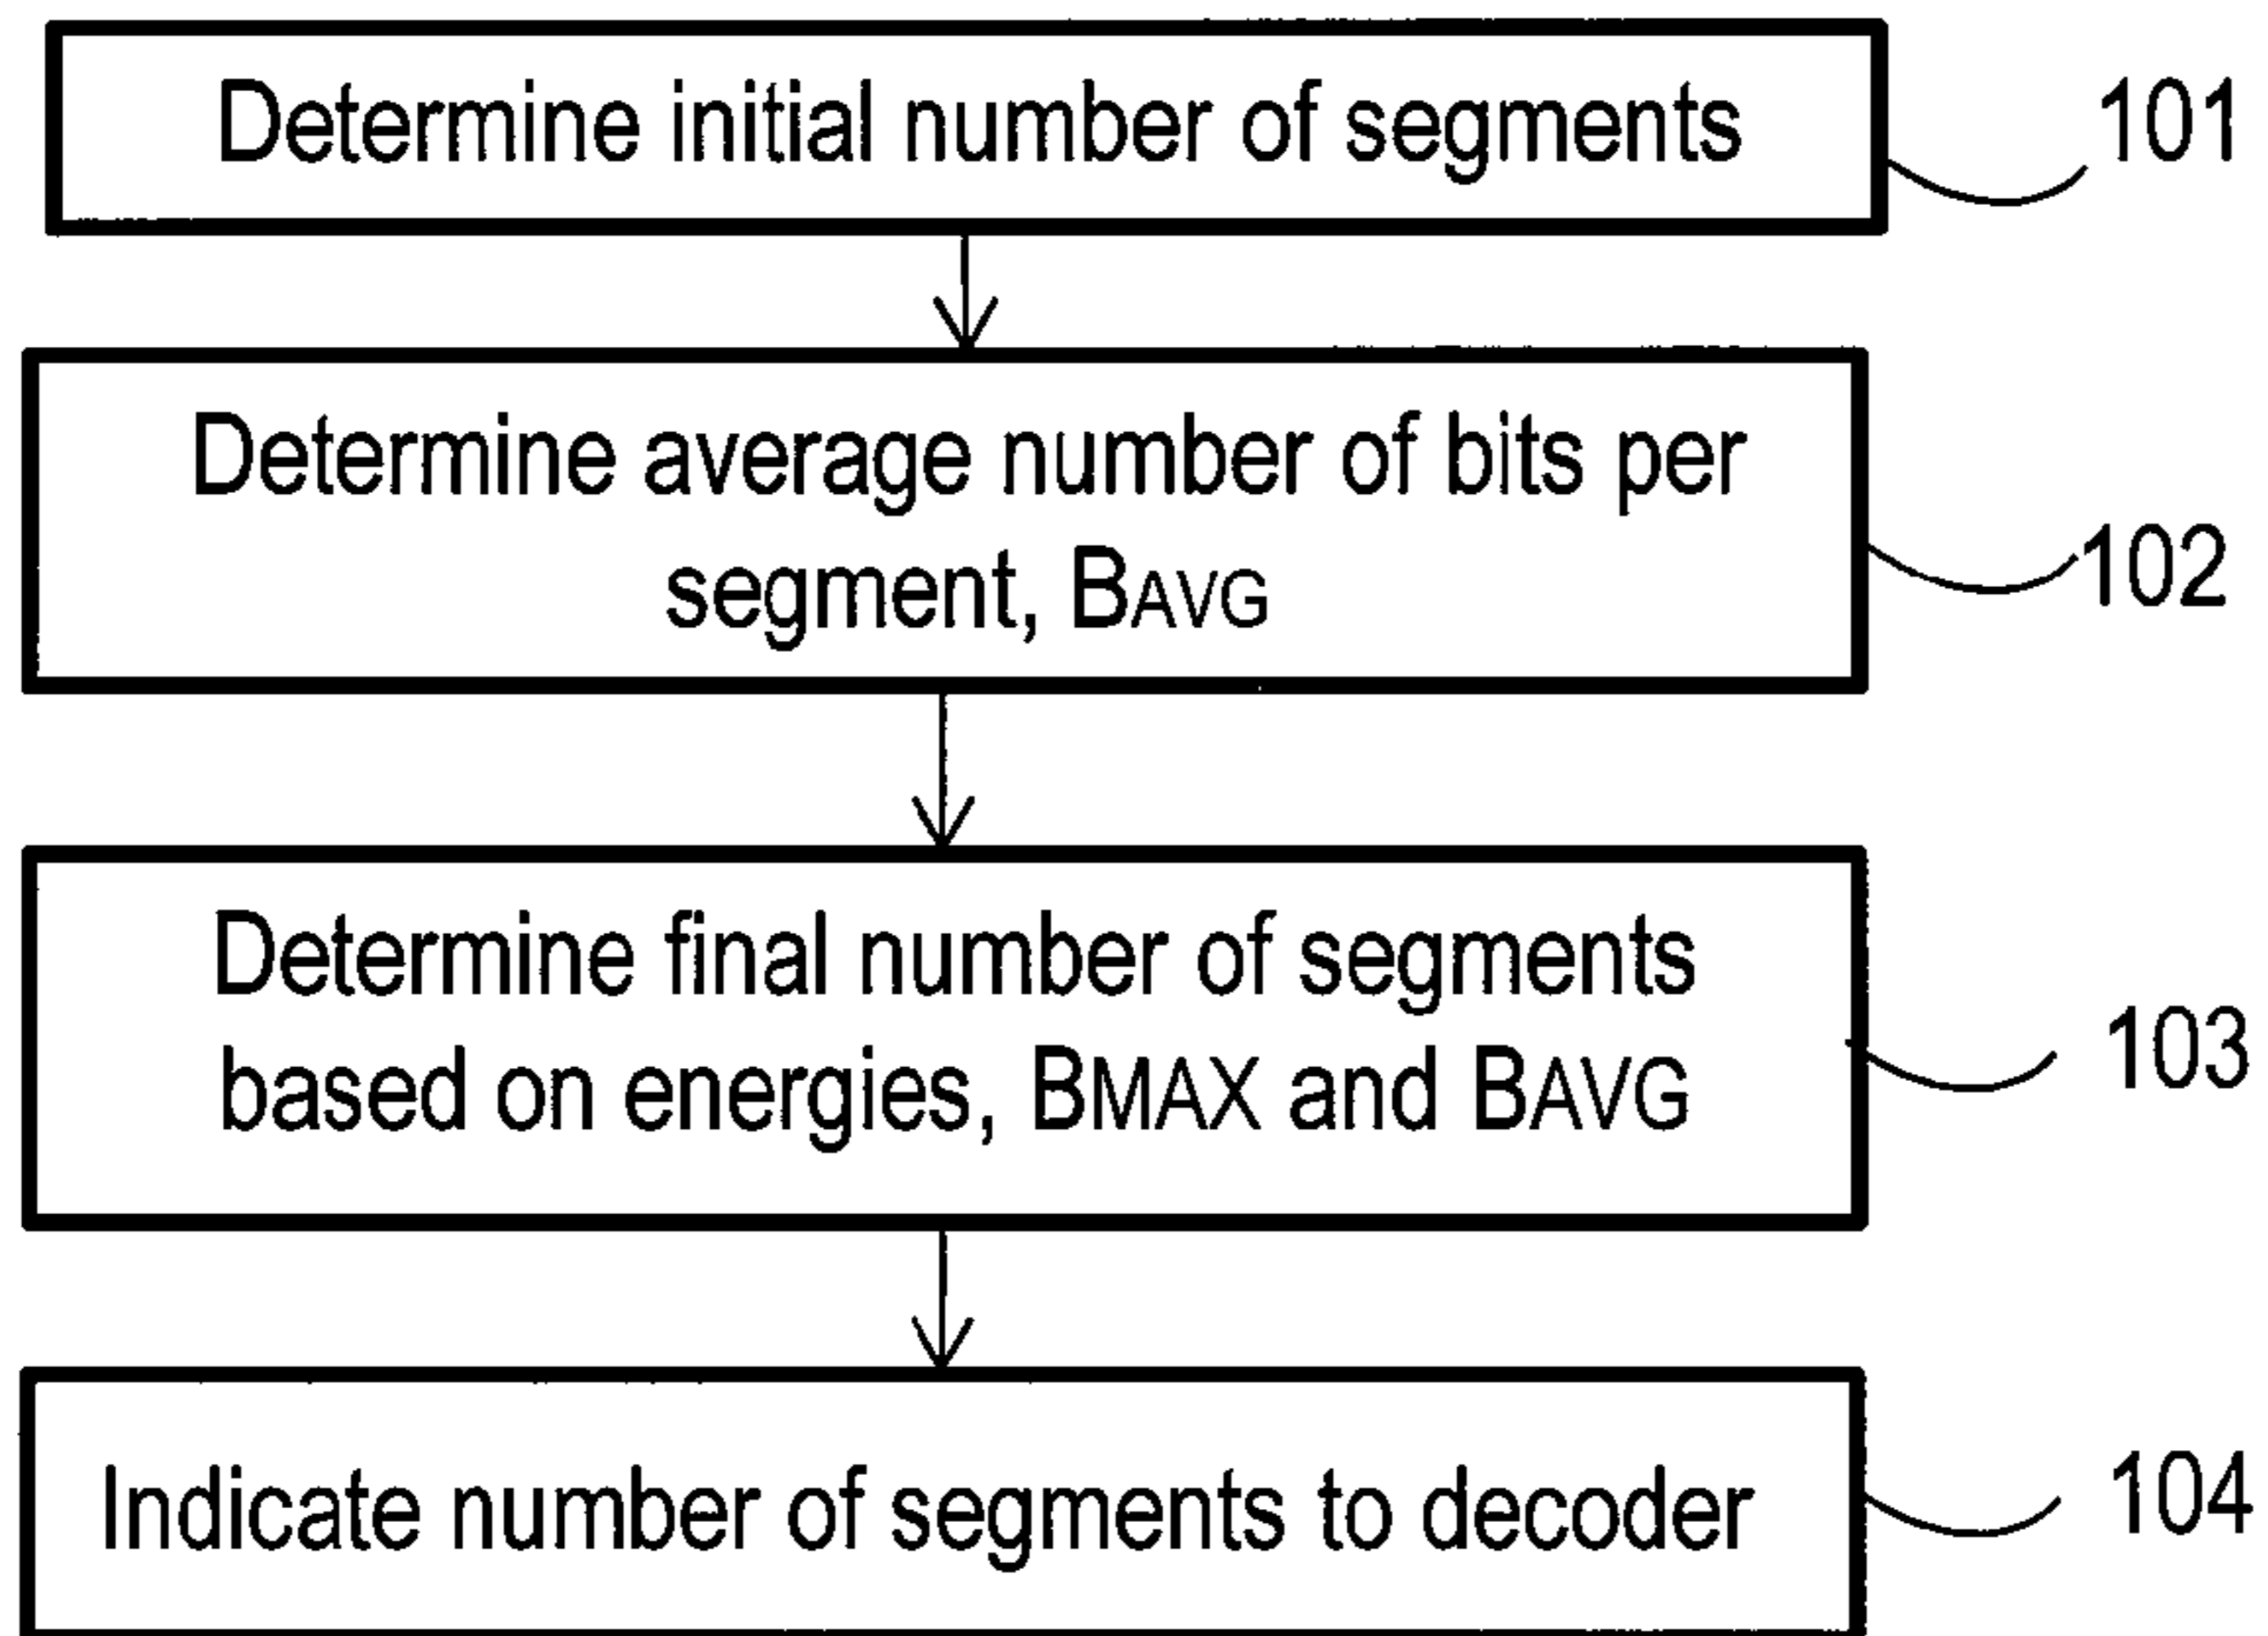 Determine initial number of segments
101
Determine average number of bits per
segment, BAVG
102
Determine final number of segments
based on energies, BMAX and BAVG
103
Indicate number of segments to decoder
104